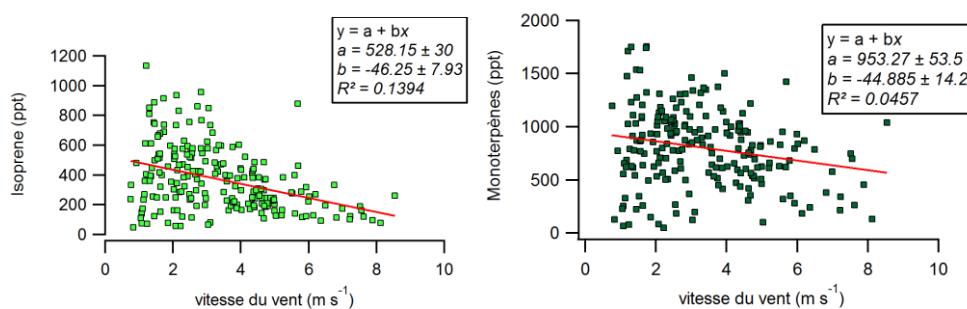 y = a + bx
a = 528.15 ± 30
b = -46.25 ± 7.93
R² = 0.1394
Isoprene (ppt)
1200
1000
800
600
400
200
0
0 2 4 6 8 10
vitesse du vent (m s⁻¹)
y = a + bx
a = 953.27 ± 53.5
b = -44.885 ± 14.2
R² = 0.0457
Monoterpènes (ppt)
2000
1500
1000
500
0
0 2 4 6 8 10
vitesse du vent (m s⁻¹)